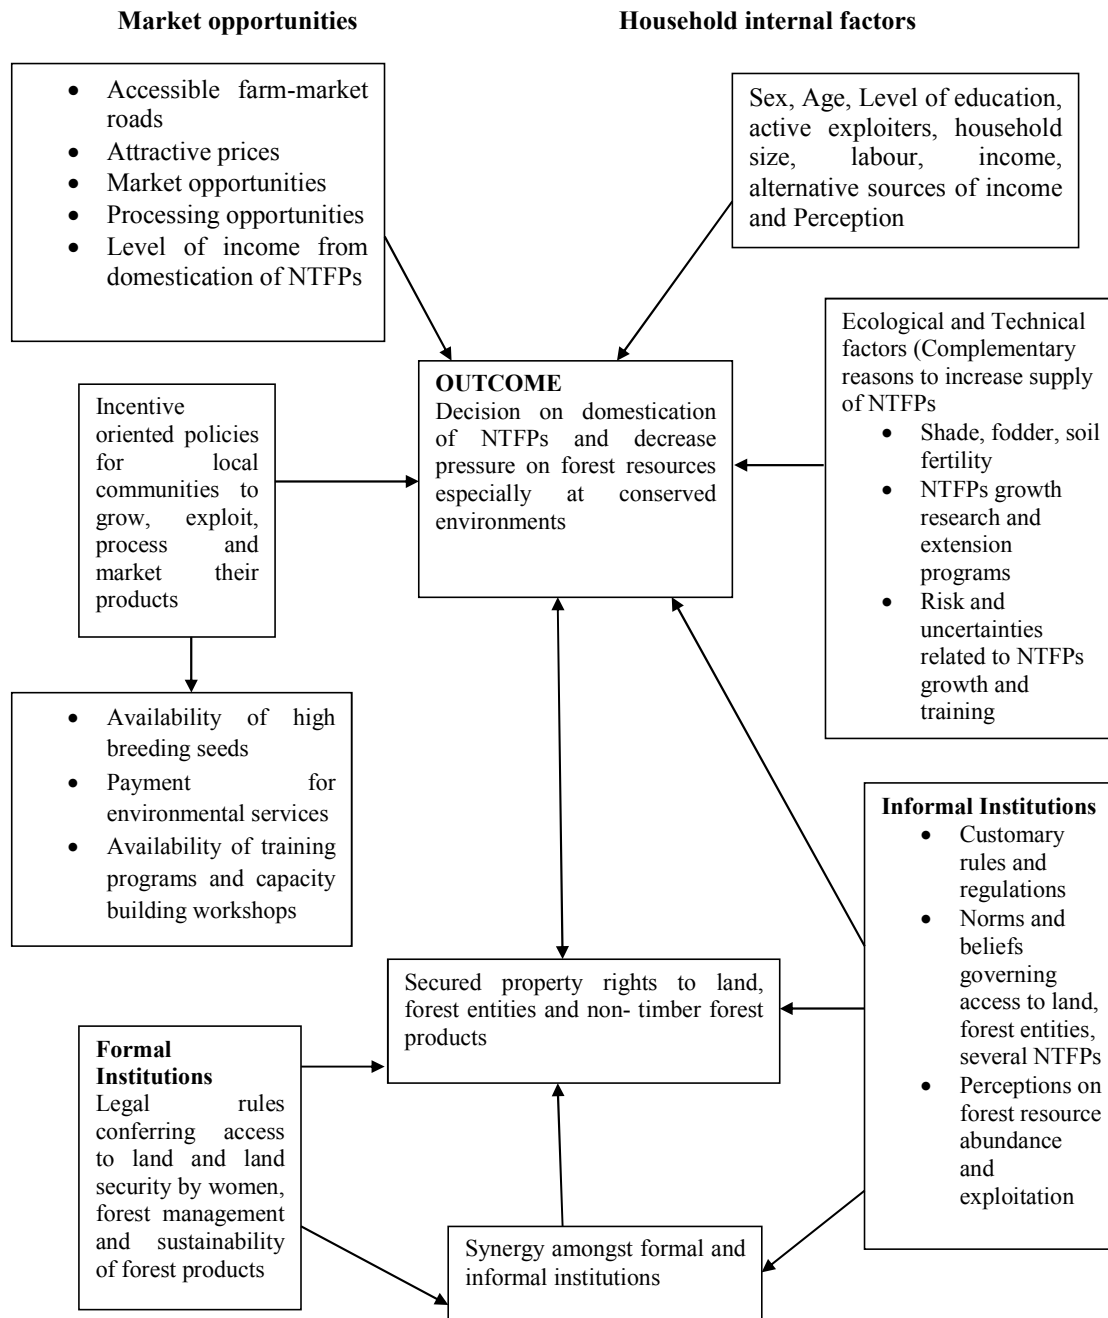 Market opportunities
Household internal factors
• Accessible farm-market
roads
• Attractive prices
• Market opportunities
• Processing opportunities
• Level of income from
domestication of NTFPs
Sex, Age, Level of education,
active exploiters, household
size, labour, income,
alternative sources of income
and Perception
Ecological and Technical
factors (Complementary
reasons to increase supply
of NTFPs
• Shade, fodder, soil
fertility
• NTFPs growth
research and
extension
programs
• Risk and
uncertainties
related to NTFPs
growth and
training
OUTCOME
Decision on domestication
of NTFPs and decrease
pressure on forest resources
especially at conserved
environments
Incentive
oriented policies
for local
communities to
grow, exploit,
process and
market their
products
• Availability of high
breeding seeds
• Payment for
environmental services
• Availability of training
programs and capacity
building workshops
Informal Institutions
• Customary
rules and
regulations
• Norms and
beliefs
governing
access to land,
forest entities,
several NTFPs
• Perceptions on
forest resource
abundance
and
exploitation
Secured property rights to land,
forest entities and non- timber forest
products
Formal
Institutions
Legal rules
conferring access
to land and land
security by women,
forest management
and sustainability
of forest products
Synergy amongst formal and
informal institutions